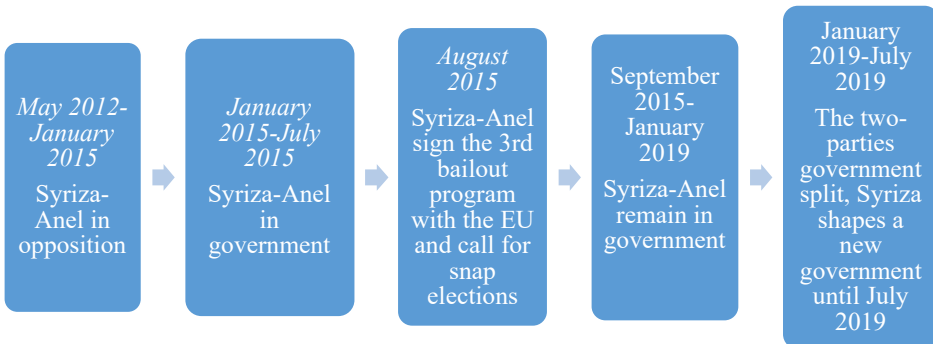 May 2012-
January
2015
Syriza-
Anel in
opposition
January
2015-July
2015
Syriza-Anel
in
government
August
2015
Syriza-Anel
sign the 3rd
bailout
program
with the EU
and call for
snap
elections
September
2015-
January
2019
Syriza-Anel
remain in
government
January
2019-July
2019
The two-
parties
government
split, Syriza
shapes a
new
government
until July
2019